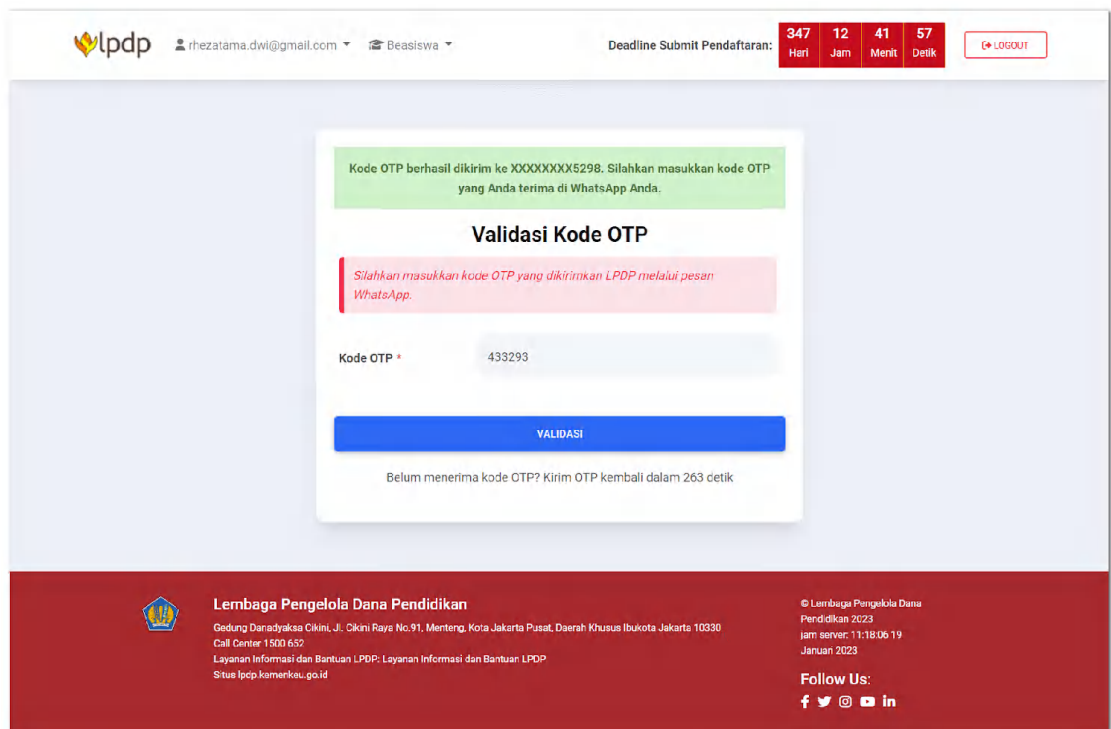 lpdp
rhezatama.dwi@gmail.com
Beasiswa
Deadline Submit Pendaftaran:
347 12 41 57
Hari Jam Menit Detik
LOGOUT
Kode OTP berhasil dikirim ke XXXXXXXX5298. Silahkan masukkan kode OTP
yang Anda terima di WhatsApp Anda.
Validasi Kode OTP
Silahkan masukkan kode OTP yang dikirimkan LPDP melalui pesan
WhatsApp.
Kode OTP *
433293
VALIDASI
Belum menerima kode OTP? Kirim OTP kembali dalam 263 detik
Lembaga Pengelola Dana Pendidikan
Gedung Danadyaksa Cikini, Jl. Cikini Raya No.91, Menteng, Kota Jakarta Pusat, Daerah Khusus Ibukota Jakarta 10330
Call Center 1500 652
Layanan Informasi dan Bantuan LPDP: Layanan Informasi dan Bantuan LPDP
Situs lpdp.kemenkeu.go.id
© Lembaga Pengelola Dana
Pendidikan 2023
jam server: 11:18:06 19
Januari 2023
Follow Us: